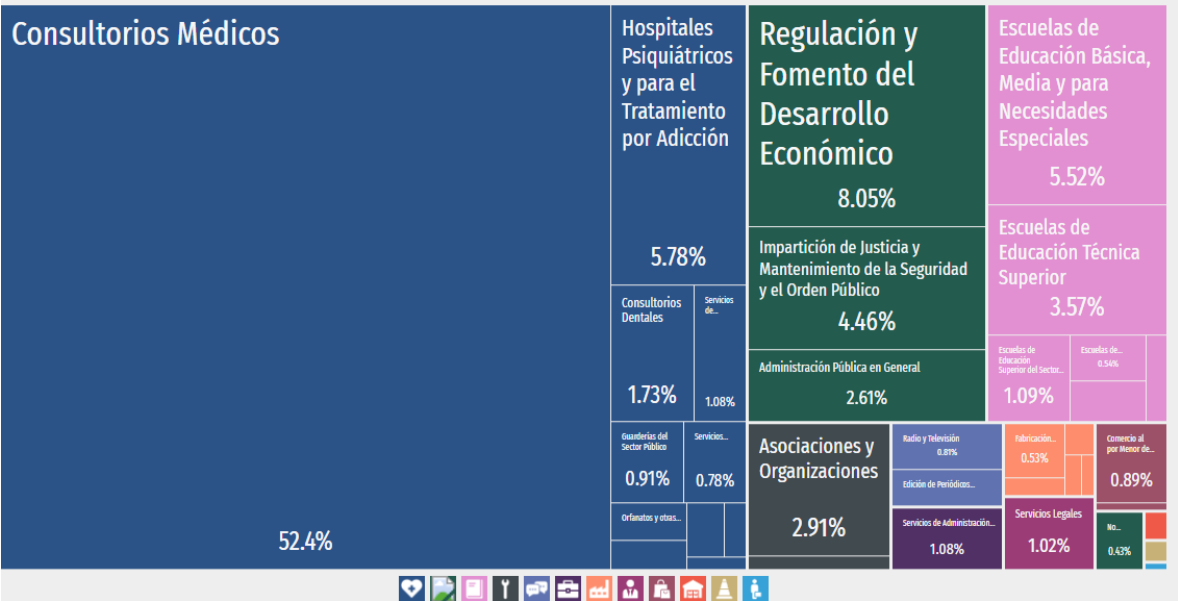 Consultorios Médicos
52.4%
Hospitales
Psiquiátricos
y para el
Tratamiento
por Adicción
5.78%
Consultorios
Dentales
1.73%
Servicios
de...
1.08%
Guarderías del
Sector Público
0.91%
Servicios...
0.78%
Orfanatos y otras...
Regulación y
Fomento del
Desarrollo
Económico
8.05%
Impartición de Justicia y
Mantenimiento de la Seguridad
y el Orden Público
4.46%
Administración Pública en General
2.61%
Escuelas de
Educación Básica,
Media y para
Necesidades
Especiales
5.52%
Escuelas de
Educación Técnica
Superior
3.57%
Escuelas de
Educación
Superior del Sector...
1.09%
Escuelas de...
0.54%
Asociaciones y
Organizaciones
2.91%
Radio y Televisión
0.81%
Edición de Periódicos...
Servicios de Administración...
1.08%
Fabricación...
0.53%
Servicios Legales
1.02%
Comercio al
por Menor de...
0.89%
No...
0.43%